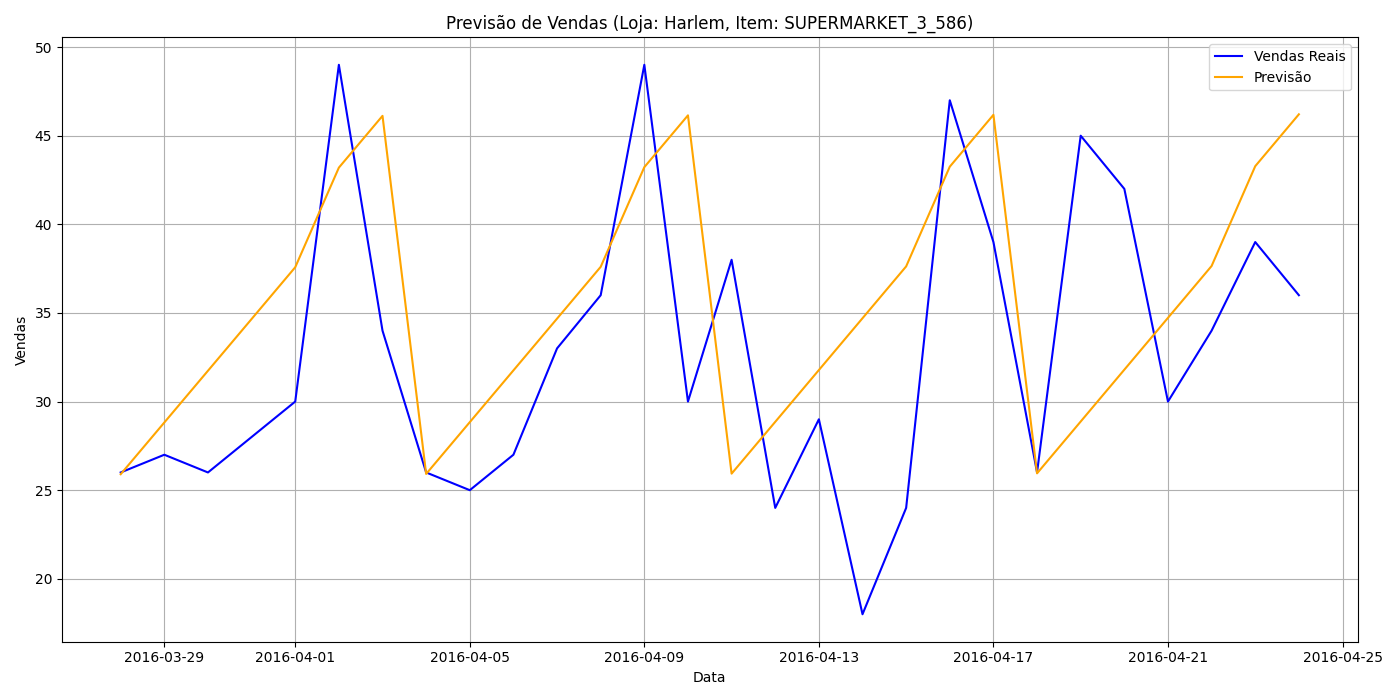 Previsão de Vendas (Loja: Harlem, Item: SUPERMARKET_3_586)
Vendas Reais
Previsão
Vendas
50
45
40
35
30
25
20
2016-03-29 2016-04-01 2016-04-05 2016-04-09 2016-04-13 2016-04-17 2016-04-21 2016-04-25
Data